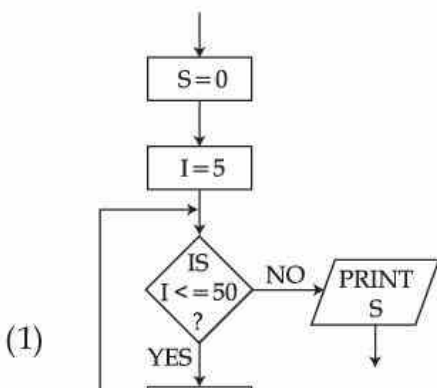 S=0
I=5
IS
I <=50
?
NO
PRINT
S
(1)
YES